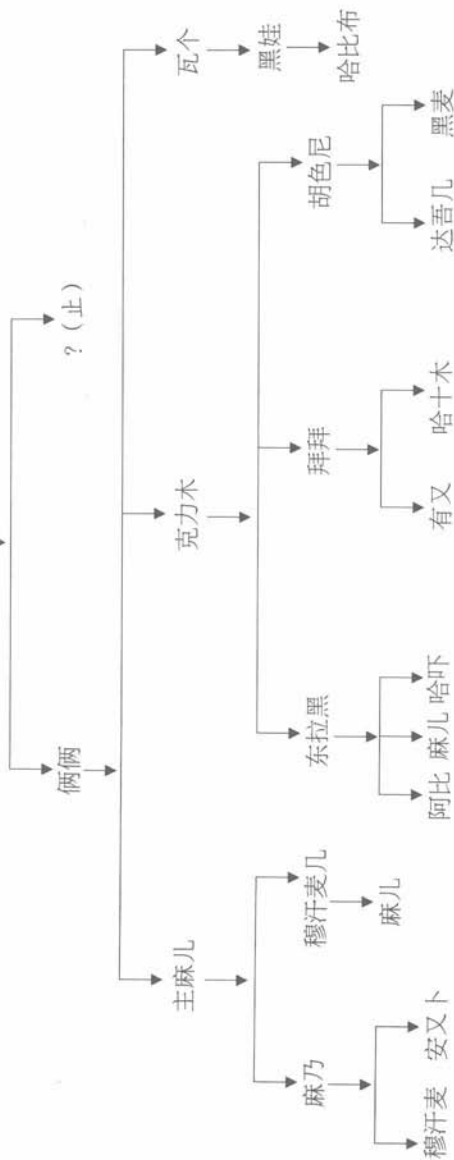 ？（止）
俩俩
主麻儿 克力木 瓦个
麻乃 穆汗麦几 东拉黑 拜拜 胡色尼 黑娃
穆汗麦 安又卜 麻儿 阿比 麻儿 哈吓 有又 哈十木 达吾几 黑麦 哈比布